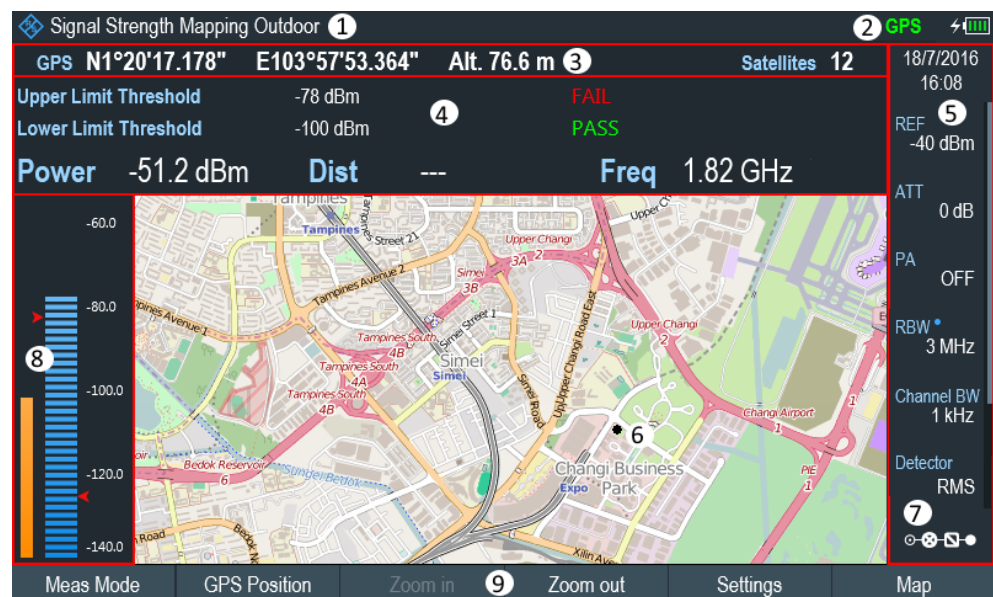 Signal Strength Mapping Outdoor 1 2 GPS
GPS N1°20'17.178" E103°57'53.364" Alt. 76.6 m 3 Satellites 12
18/7/2016
16:08
Upper Limit Threshold -78 dBm FAIL
Lower Limit Threshold -100 dBm PASS
4
Power -51.2 dBm Dist --- Freq 1.82 GHz
5
REF
-40 dBm
ATT
0 dB
PA
OFF
RBW
3 MHz
Channel BW
1 kHz
Detector
RMS
7
-60.0
-80.0
8
-100.0
-120.0
-140.0
Tampines
Tampines
Street 21
Upper Changi
3A 2
Tampines Avenue 2
Simei
3B
Tampines Avenue 1
Simei Street 1
Tampines South
4B
Simei
Simei
Tampines South
4A
Tampines South
4B
Simei Road
Upper Changi Road East
Upper Changi
2
6
Changi Airport
1
1
1
PIE
1
Changi Business
Park
Expo
Bedok Reservoir
6
Sungei Bedok
Road
Xilin Ave
Meas Mode GPS Position Zoom in 9 Zoom out Settings Map